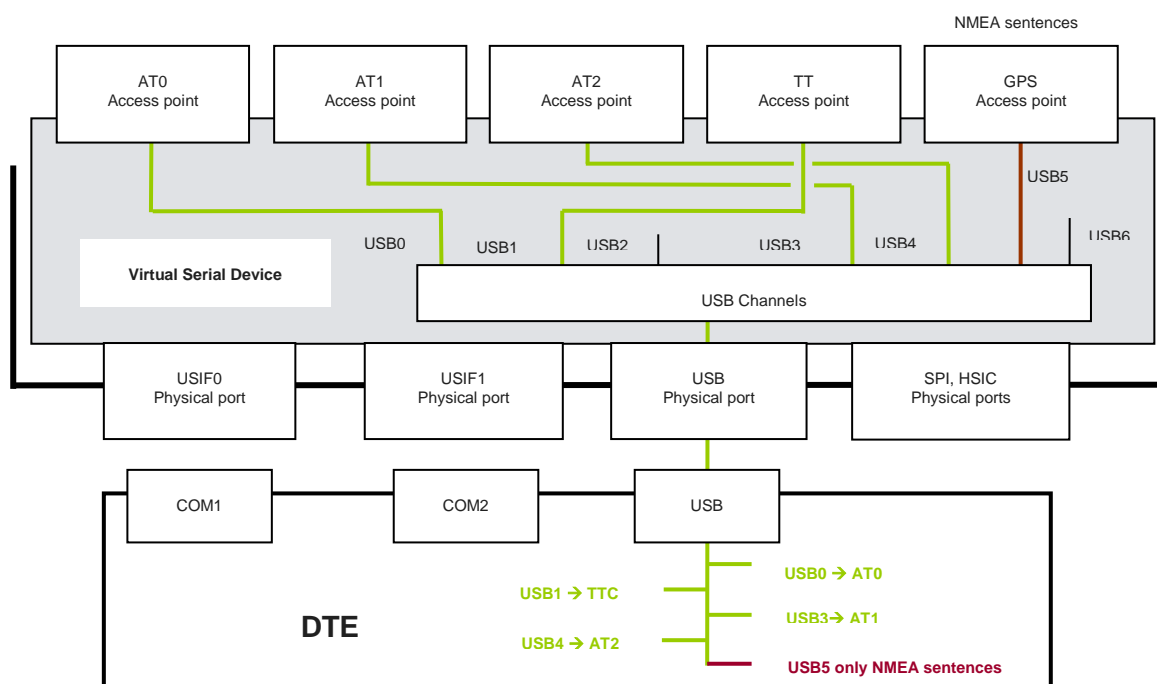 NMEA sentences
AT0
Access point
AT1
Access point
AT2
Access point
TT
Access point
GPS
Access point
USB5
USB0
USB1
USB2
USB3
USB4
USB6
Virtual Serial Device
USB Channels
USIF0
Physical port
USIF1
Physical port
USB
Physical port
SPI, HSIC
Physical ports
COM1
COM2
USB
USB0 → AT0
USB1 → TTC
USB3→ AT1
DTE
USB4 → AT2
USB5 only NMEA sentences